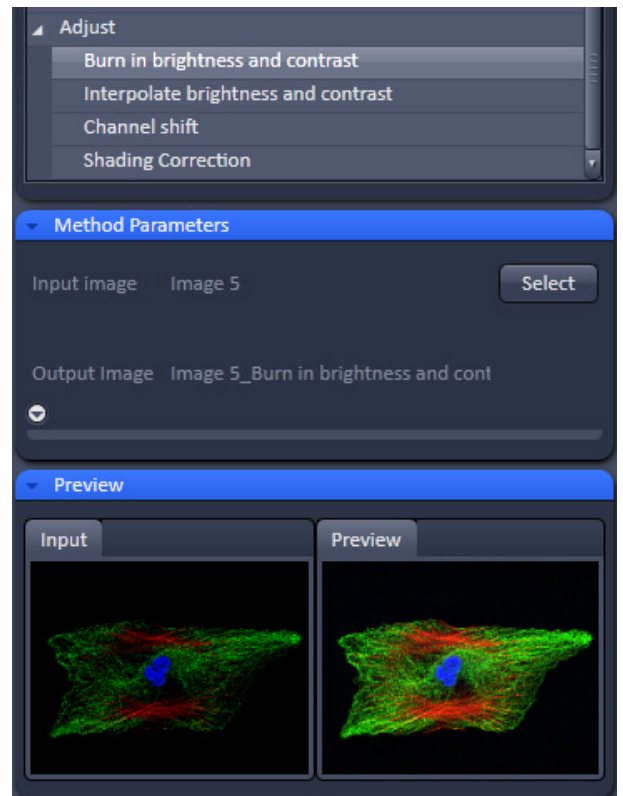 Adjust
Burn in brightness and contrast
Interpolate brightness and contrast
Channel shift
Shading Correction
Method Parameters
Input image Image 5 Select
Output Image Image 5_Burn in brightness and cont
Preview
Input Preview